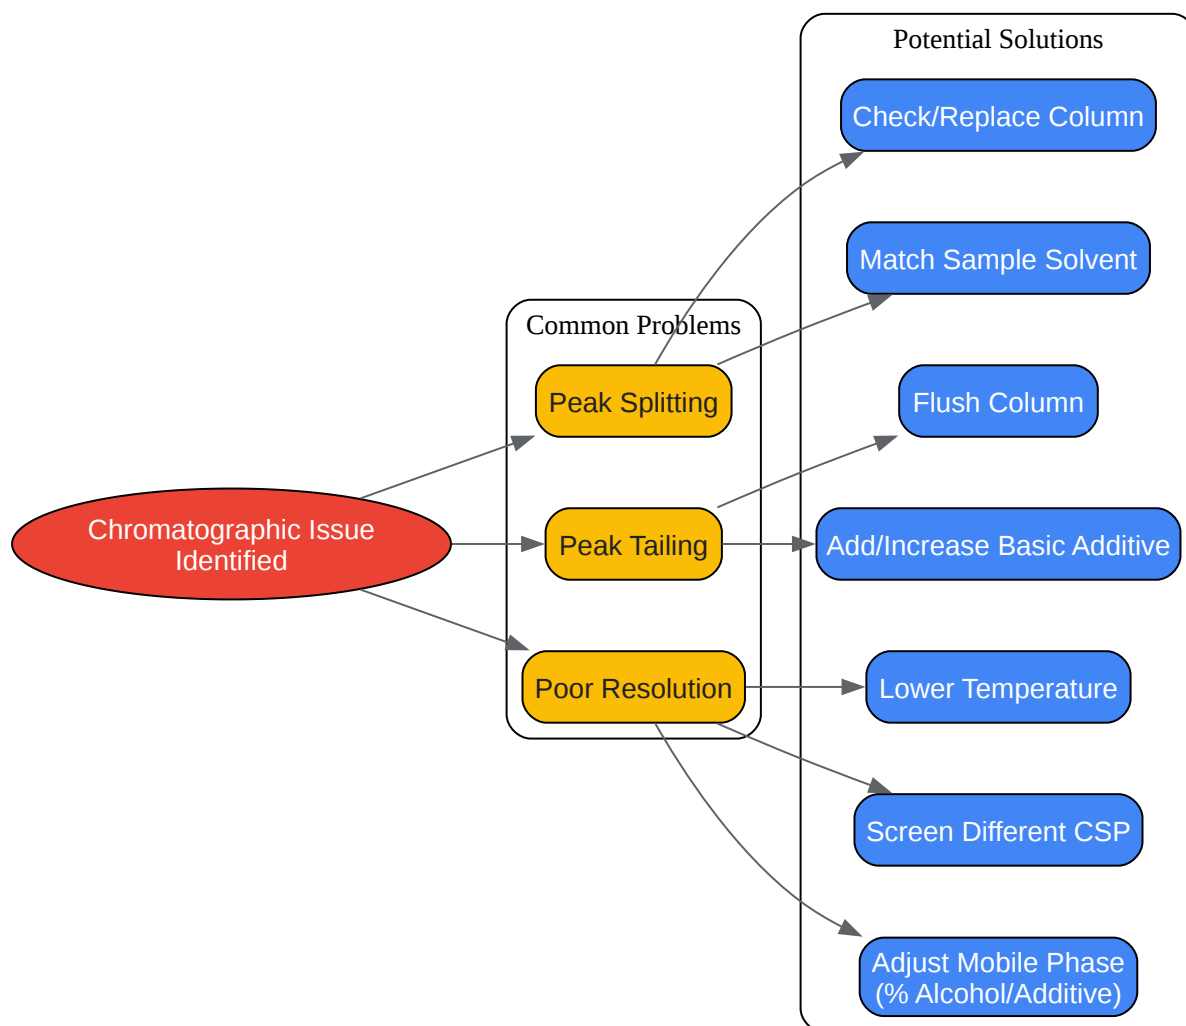 Potential Solutions
Check/Replace Column
Match Sample Solvent
Common Problems
Peak Splitting
Flush Column
Chromatographic Issue
Identified
Peak Tailing
Add/Increase Basic Additive
Poor Resolution
Lower Temperature
Screen Different CSP
Adjust Mobile Phase
(% Alcohol/Additive)